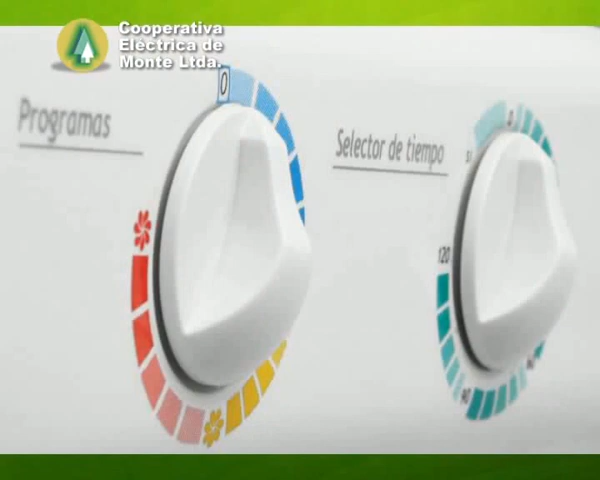 Cooperativa
Eléctrica de
Monte Ltda.
0
Programas
Selector de tiempo
0
120